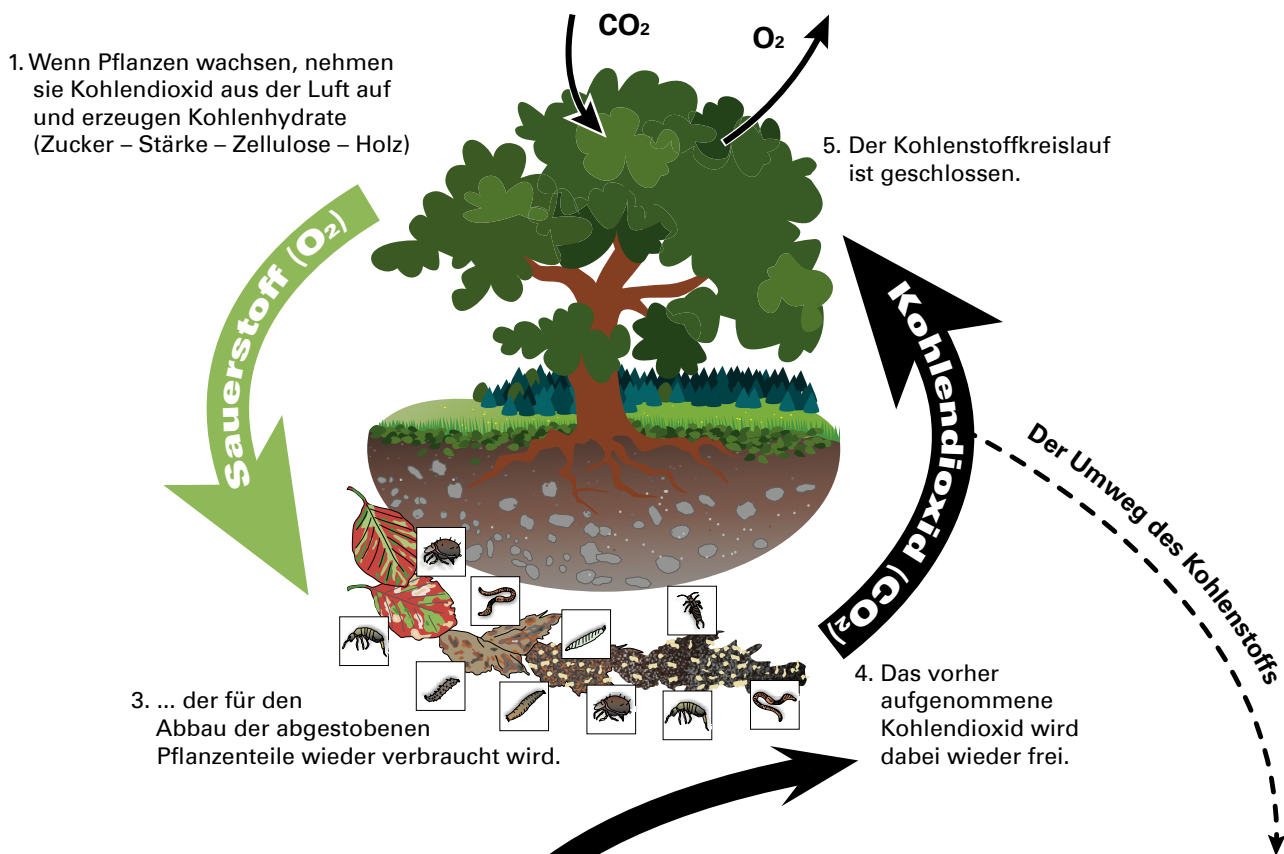 CO₂
O₂
1. Wenn Pflanzen wachsen, nehmen
sie Kohlendioxid aus der Luft auf
und erzeugen Kohlenhydrate
(Zucker – Stärke – Zellulose – Holz)
5. Der Kohlenstoffkreislauf
ist geschlossen.
Sauerstoff (O₂)
Kohlendioxid (CO₂)
Der Umweg des Kohlenstoffs
3. ... der für den
Abbau der abgestobenen
Pflanzenteile wieder verbraucht wird.
4. Das vorher
aufgenommene
Kohlendioxid wird
dabei wieder frei.